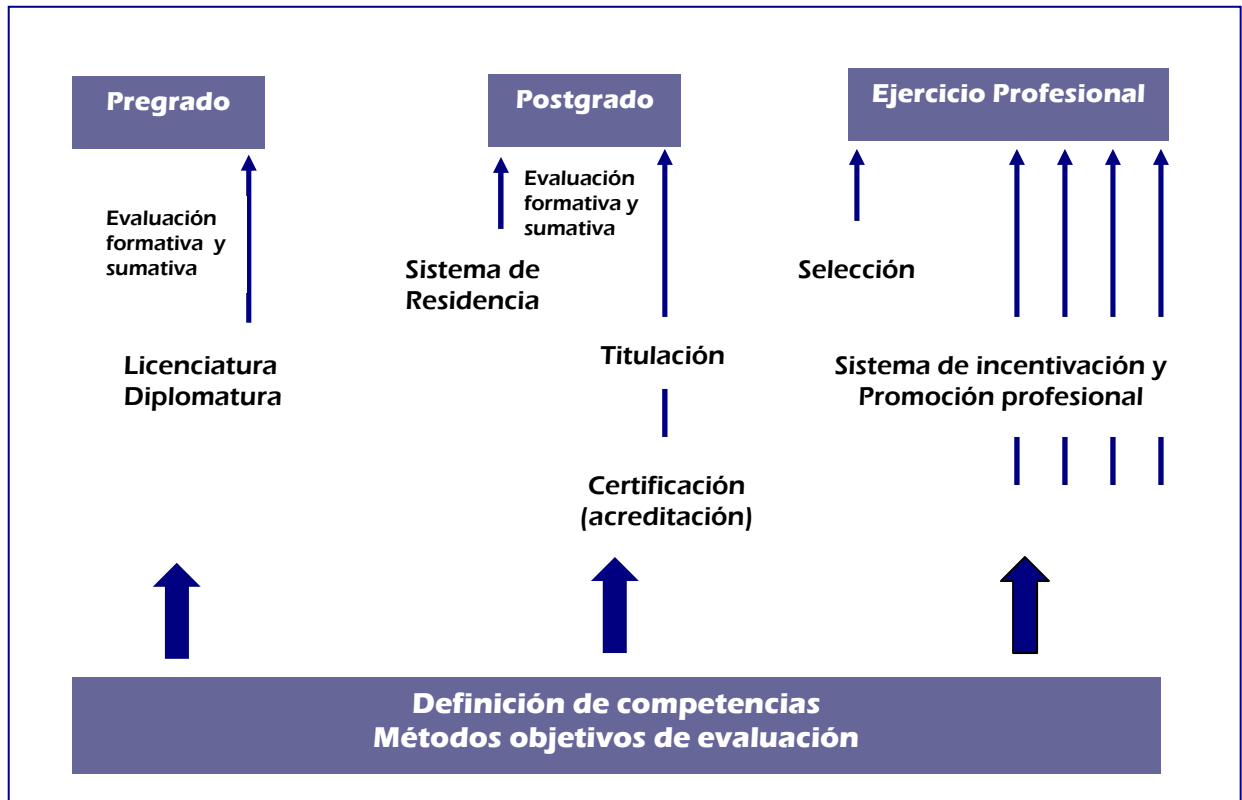 Pregrado
Postgrado
Ejercicio Profesional
Evaluación
formativa y
sumativa
Evaluación
formativa y
sumativa
Sistema de
Residencia
Selección
Licenciatura
Diplomatura
Titulación
Sistema de incentivación y
Promoción profesional
Certificación
(acreditación)
Definición de competencias
Métodos objetivos de evaluación